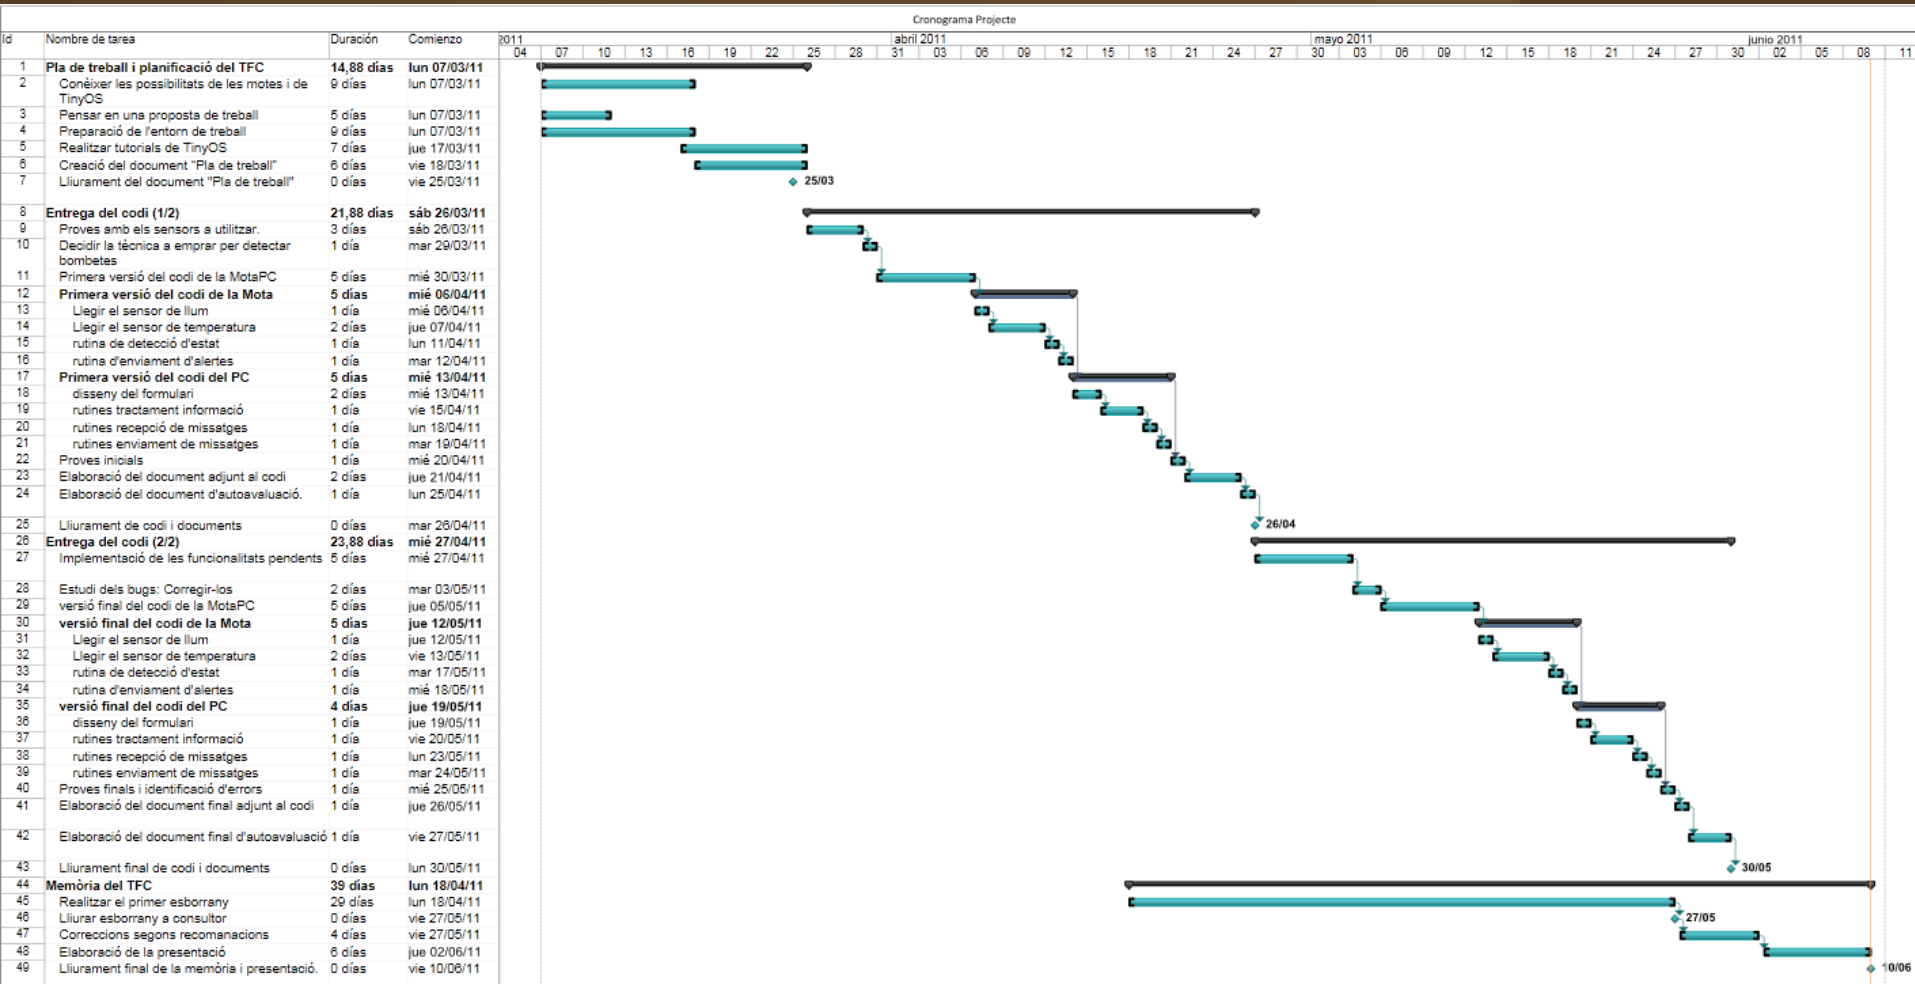 Cronograma Projecte
Id Nombre de tarea Duración Comienzo 2011 abril 2011 mayo 2011 junio 2011
04 07 10 13 16 19 22 25 28 31 03 06 09 12 15 18 21 24 27 30 03 06 09 12 15 18 21 24 27 30 02 05 08 11
1 Pla de treball i planificació del TFC 14,88 días lun 07/03/11
2 Conèixer les possibilitats de les motes i de 9 días lun 07/03/11
TinyOS
3 Pensar en una proposta de treball 5 días lun 07/03/11
4 Preparació de l'entorn de treball 9 días lun 07/03/11
5 Realitzar tutorials de TinyOS 7 días jue 17/03/11
6 Creació del document "Pla de treball" 6 días vie 18/03/11
7 Lliurament del document "Pla de treball" 0 días vie 25/03/11 25/03
8 Entrega del codi (1/2) 21,88 días sáb 26/03/11
9 Proves amb els sensors a utilitzar. 3 días sáb 26/03/11
10 Decidir la tècnica a emprar per detectar 1 día mar 29/03/11
bombetes
11 Primera versió del codi de la MotaPC 5 días mié 30/03/11
12 Primera versió del codi de la Mota 5 días mié 06/04/11
13 Llegir el sensor de llum 1 día mié 06/04/11
14 Llegir el sensor de temperatura 2 días jue 07/04/11
15 rutina de detecció d'estat 1 día lun 11/04/11
16 rutina d'enviament d'alertes 1 día mar 12/04/11
17 Primera versió del codi del PC 5 días mié 13/04/11
18 disseny del formulari 2 días mié 13/04/11
19 rutines tractament informació 1 día vie 15/04/11
20 rutines recepció de missatges 1 día lun 18/04/11
21 rutines enviament de missatges 1 día mar 19/04/11
22 Proves inicials 1 día mié 20/04/11
23 Elaboració del document adjunt al codi 2 días jue 21/04/11
24 Elaboració del document d'autoavaluació. 1 día lun 25/04/11
25 Lliurament de codi i documents 0 días mar 26/04/11 26/04
26 Entrega del codi (2/2) 23,88 días mié 27/04/11
27 Implementació de les funcionalitats pendents 5 días mié 27/04/11
28 Estudi dels bugs: Corregir-los 2 días mar 03/05/11
29 versió final del codi de la MotaPC 5 días jue 05/05/11
30 versió final del codi de la Mota 5 días jue 12/05/11
31 Llegir el sensor de llum 1 día jue 12/05/11
32 Llegir el sensor de temperatura 2 días vie 13/05/11
33 rutina de detecció d'estat 1 día mar 17/05/11
34 rutina d'enviament d'alertes 1 día mié 18/05/11
35 versió final del codi del PC 4 días jue 19/05/11
36 disseny del formulari 1 día jue 19/05/11
37 rutines tractament informació 1 día vie 20/05/11
38 rutines recepció de missatges 1 día lun 23/05/11
39 rutines enviament de missatges 1 día mar 24/05/11
40 Proves finals i identificació d'errors 1 día mié 25/05/11
41 Elaboració del document final adjunt al codi 1 día jue 26/05/11
42 Elaboració del document final d'autoavaluació 1 día vie 27/05/11
43 Lliurament final de codi i documents 0 días lun 30/05/11 30/05
44 Memòria del TFC 39 días lun 18/04/11
45 Realitzar el primer esborrany 29 días lun 18/04/11
46 Lliurar esborrany a consultor 0 días vie 27/05/11 27/05
47 Correccions segons recomanacions 4 días vie 27/05/11
48 Elaboració de la presentació 6 días jue 02/06/11
49 Lliurament final de la memòria i presentació. 0 días vie 10/06/11 10/06